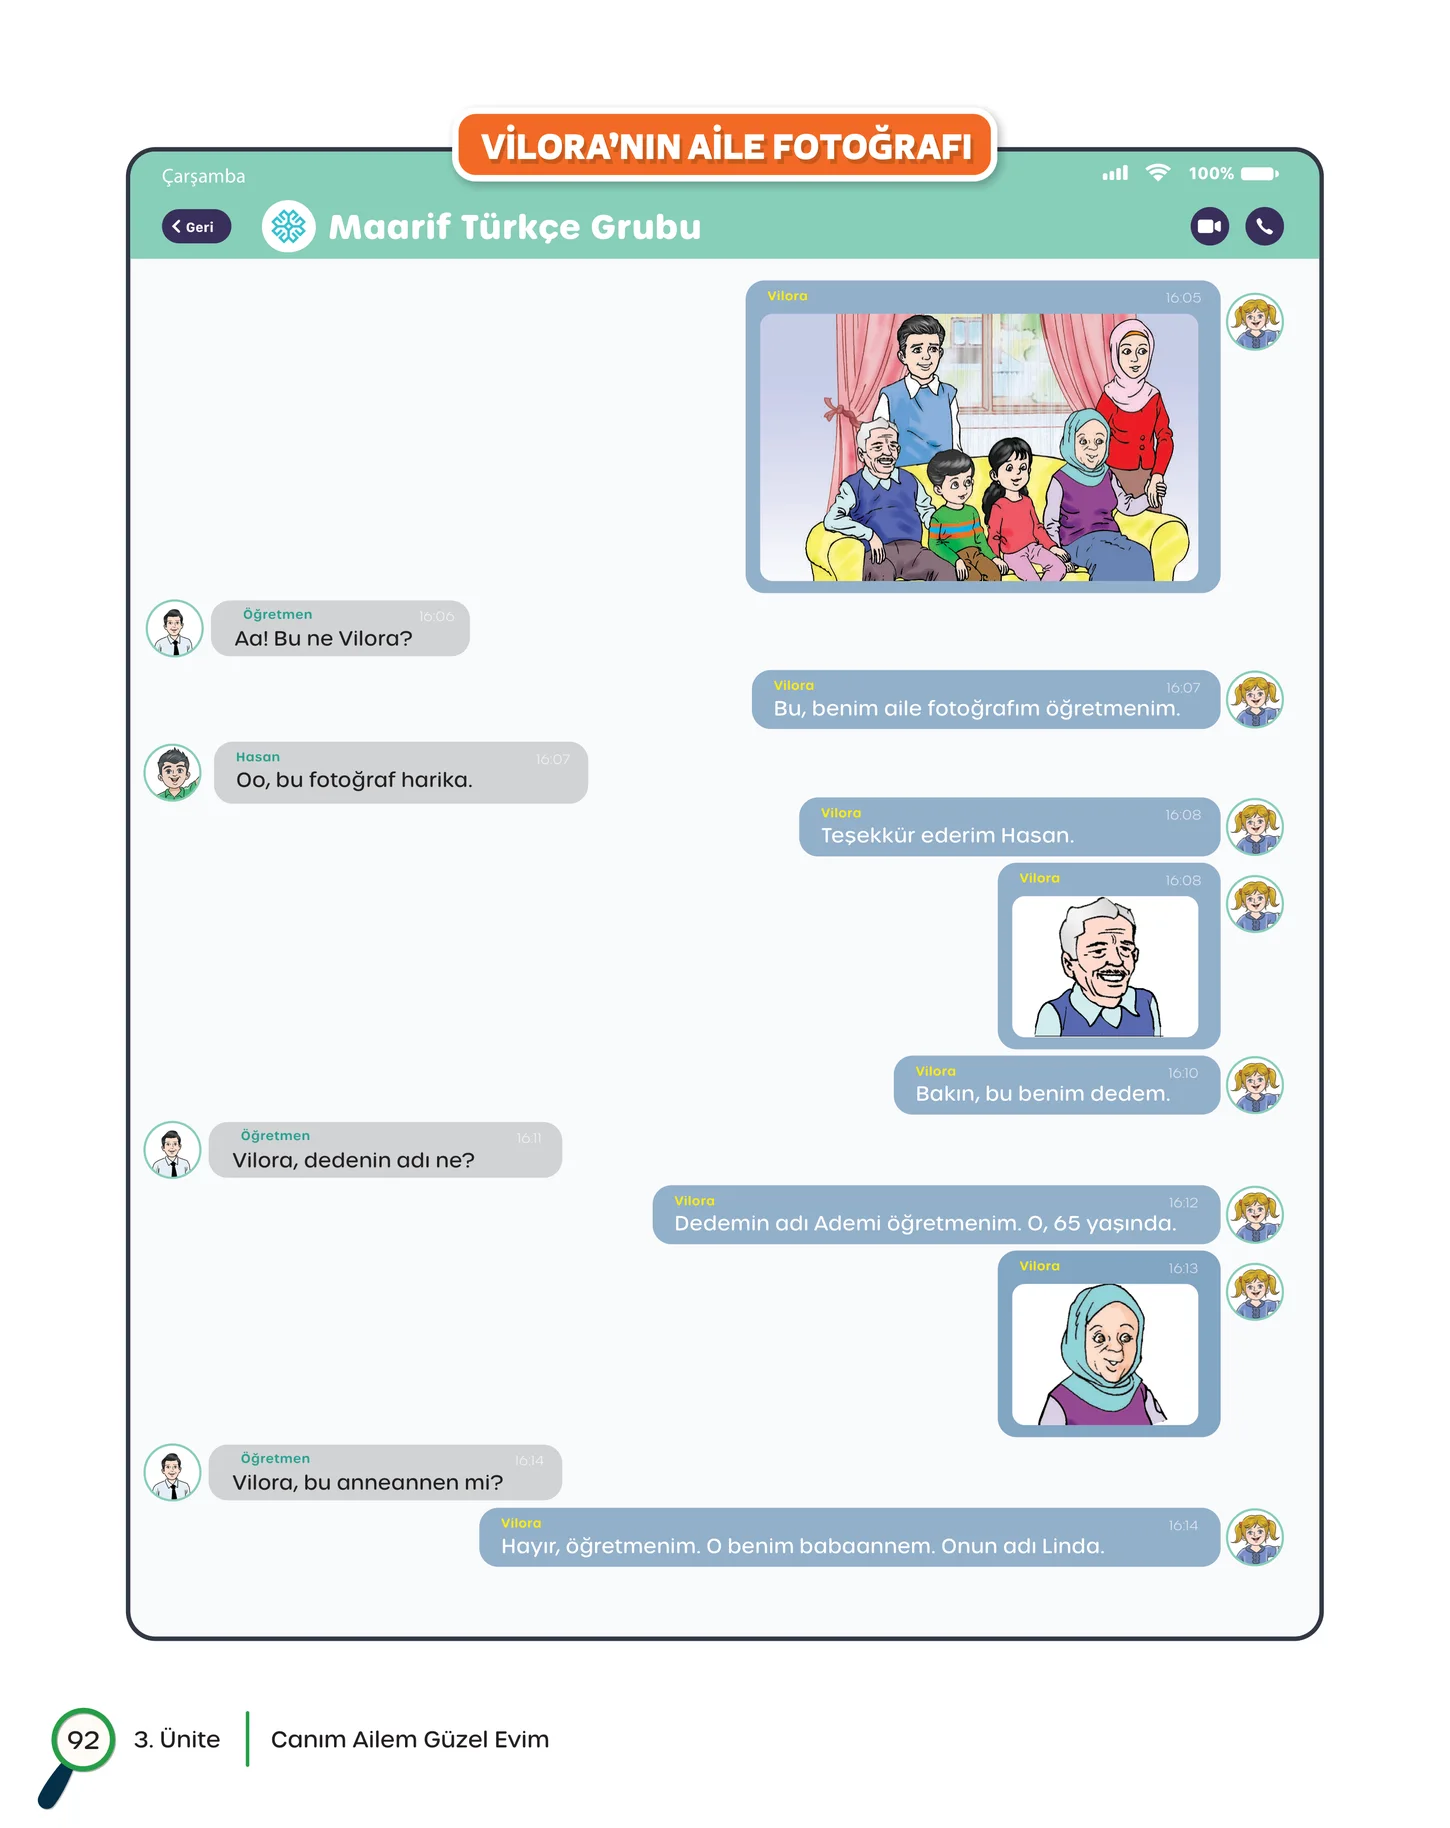 VİLORA'NIN AİLE FOTOĞRAFI
Çarşamba
100%
Geri
Maarif Türkçe Grubu
Vilora 16:05
Öğretmen 16:06
Aa! Bu ne Vilora?
Vilora 16:07
Bu, benim aile fotoğrafım öğretmenim.
Hasan 16:07
Oo, bu fotoğraf harika.
Vilora 16:08
Teşekkür ederim Hasan.
Vilora 16:08
Vilora 16:10
Bakın, bu benim dedem.
Öğretmen 16:11
Vilora, dedenin adı ne?
Vilora 16:12
Dedemin adı Ademi öğretmenim. O, 65 yaşında.
Vilora 16:13
Öğretmen 16:14
Vilora, bu anneannen mi?
Vilora 16:14
Hayır, öğretmenim. O benim babaannem. Onun adı Linda.
92 3. Ünite Canım Ailem Güzel Evim